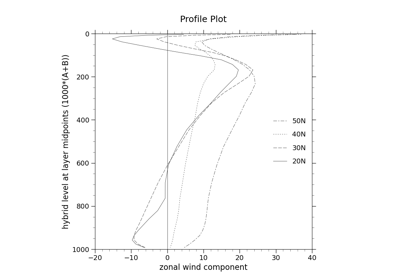 Profile Plot
hybrid level at layer midpoints (1000*(A+B))
0
200
400
600
800
1000
50N
40N
30N
20N
−20 −10 0 10 20 30 40
zonal wind component